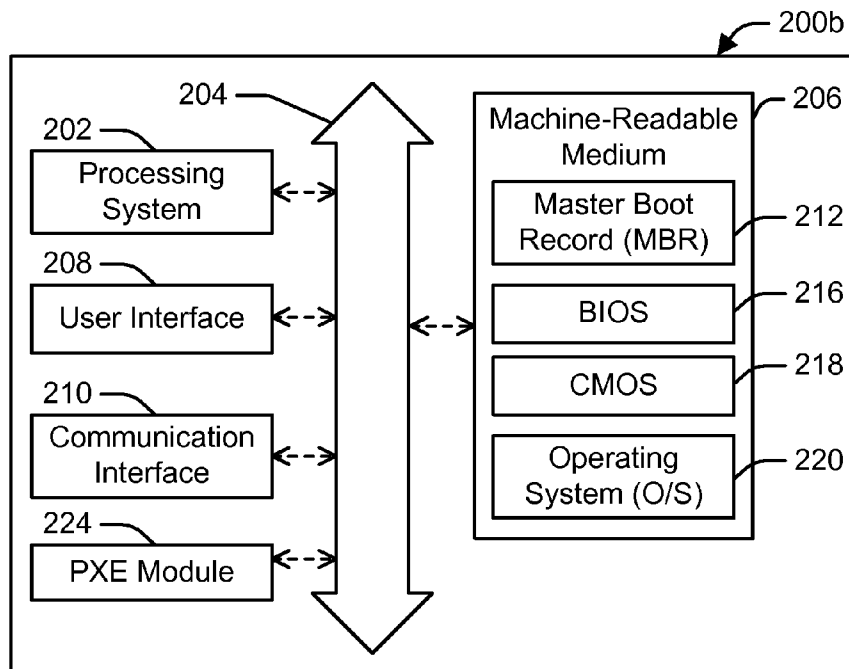 200b
204
202
Processing
System
208
User Interface
210
Communication
Interface
224
PXE Module
206
Machine-Readable
Medium
Master Boot
Record (MBR)
212
BIOS
216
CMOS
218
Operating
System (O/S)
220